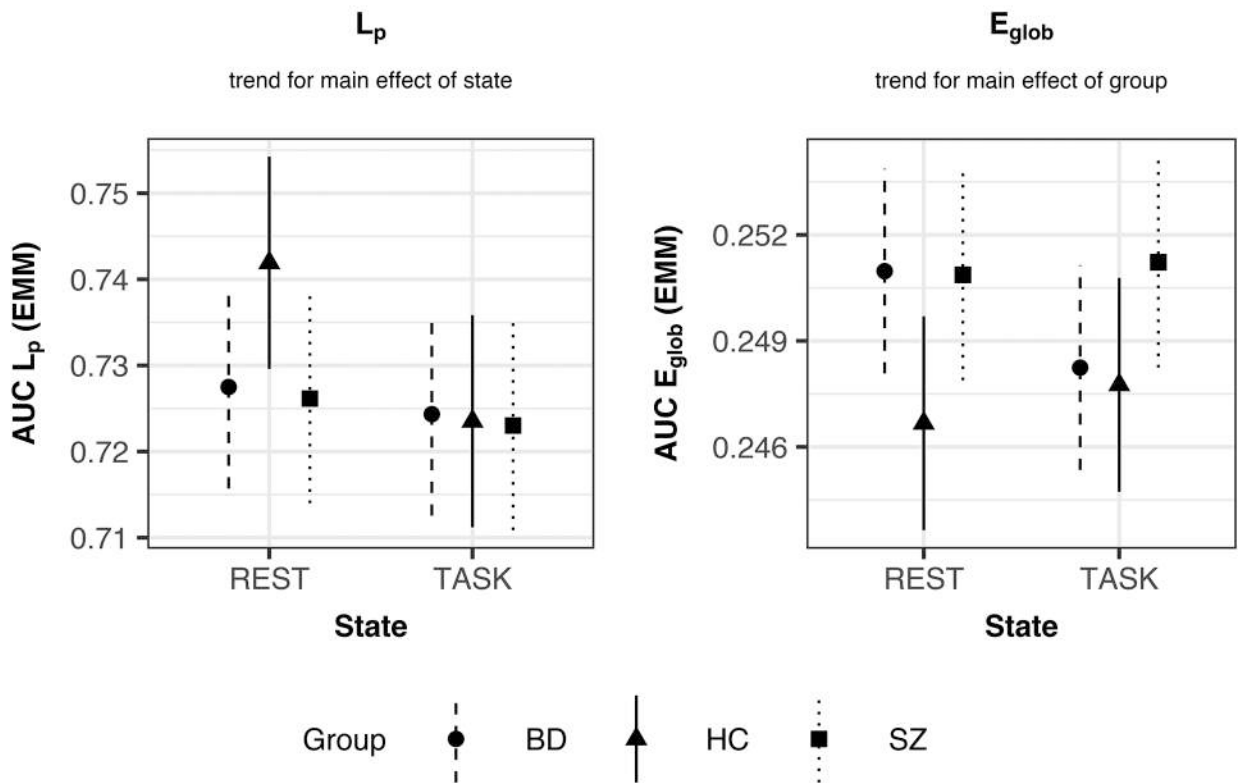 Lp
trend for main effect of state
AUC Lp (EMM)
0.75
0.74
0.73
0.72
0.71
REST TASK
State
Eglob
trend for main effect of group
AUC Eglob (EMM)
0.252
0.249
0.246
REST TASK
State
Group BD HC SZ